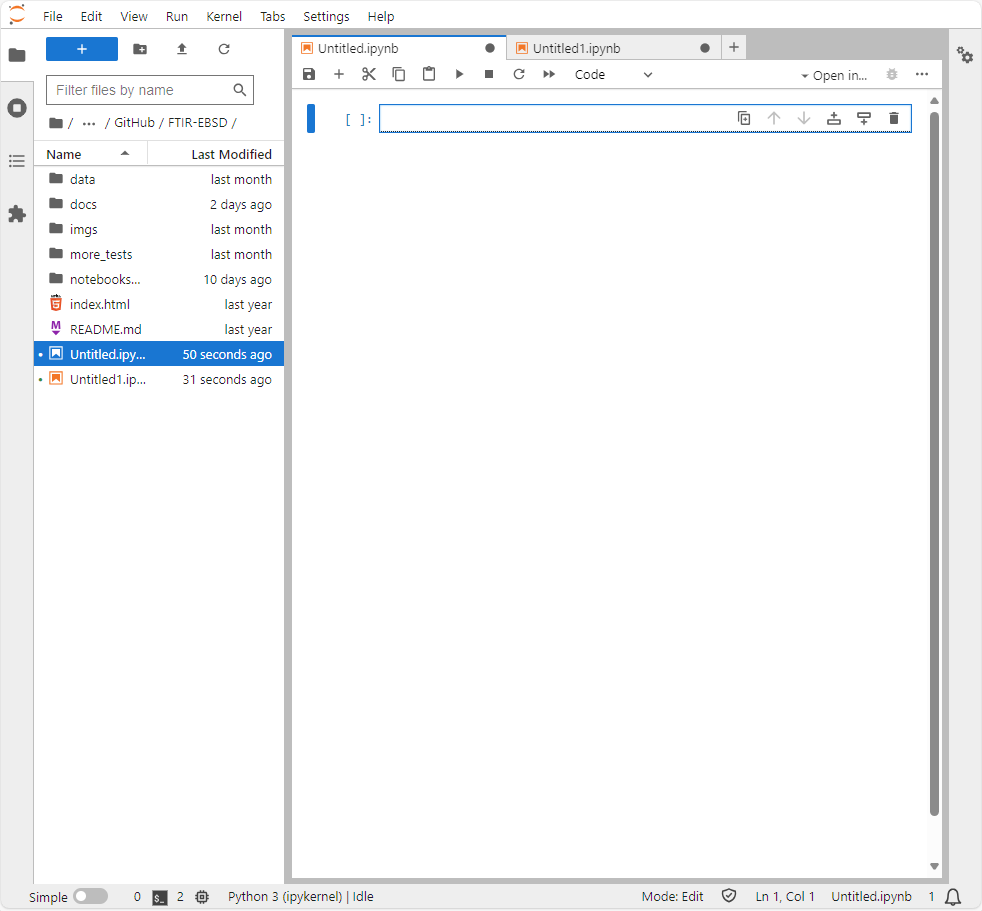 File Edit View Run Kernel Tabs Settings Help
+
Untitled.ipynb
Untitled1.ipynb
+
Code
Open in...
Filter files by name
/ ... / GitHub / FTIR-EBSD /
[ ]:
Name Last Modified
data last month
docs 2 days ago
imgs last month
more_tests last month
notebooks... 10 days ago
index.html last year
README.md last year
Untitled.ipy... 50 seconds ago
Untitled1.ip... 31 seconds ago
Simple 0 $_ 2 Python 3 (ipykernel) | Idle Mode: Edit Ln 1, Col 1 Untitled.ipynb 1